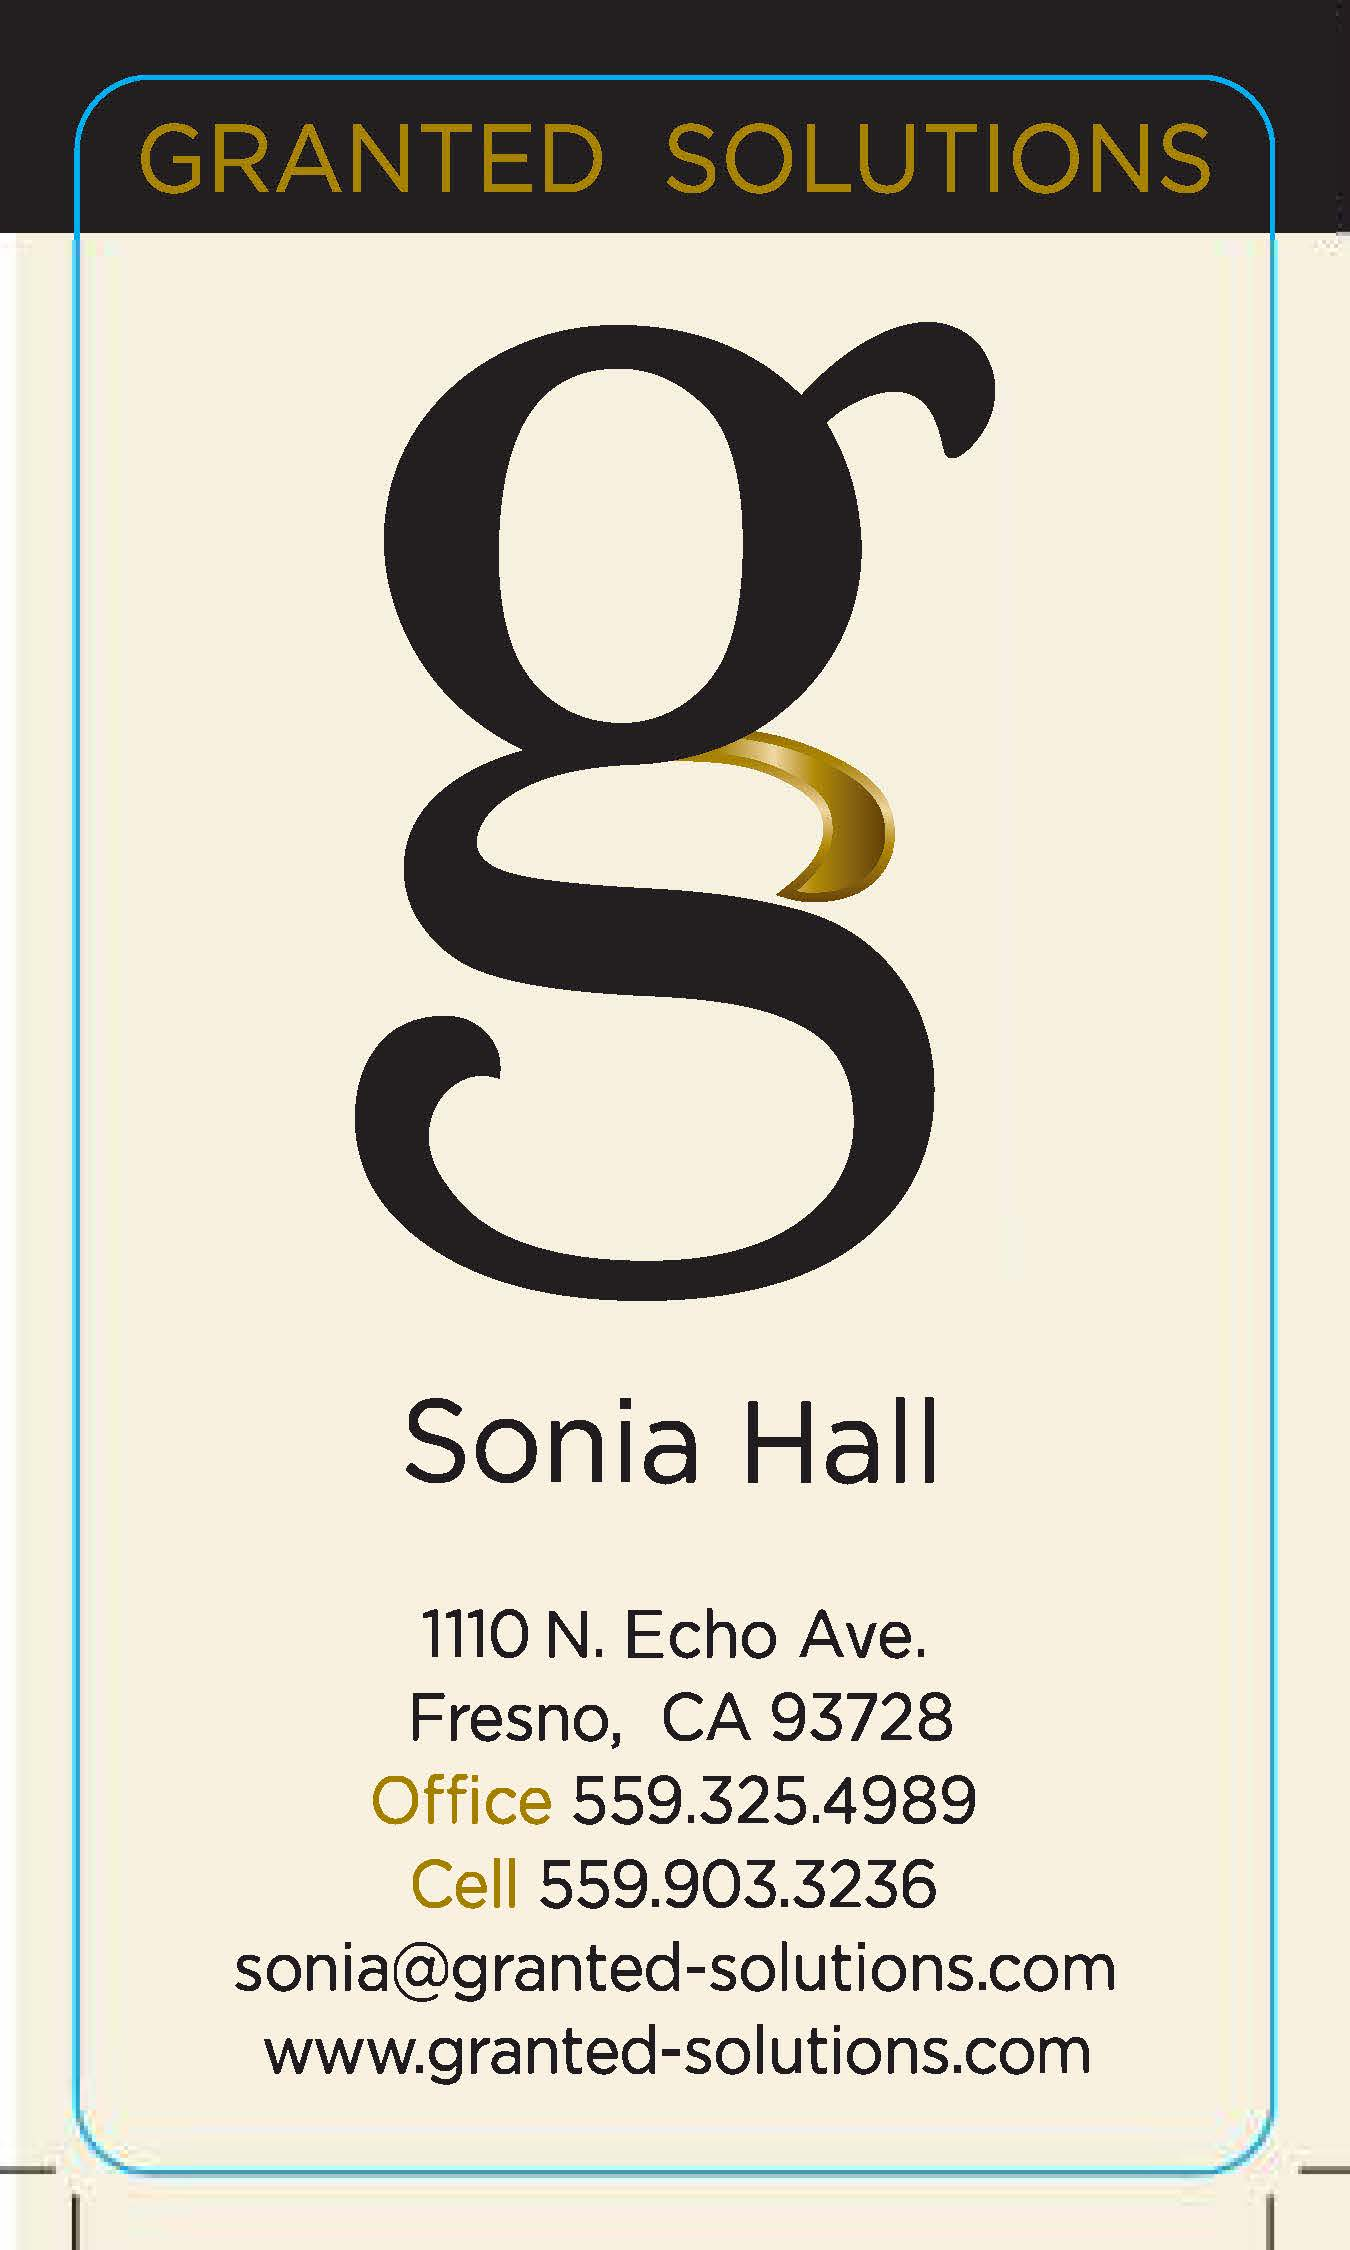 GRANTED SOLUTIONS
g
Sonia Hall
1110 N. Echo Ave.
Fresno, CA 93728
Office 559.325.4989
Cell 559.903.3236
sonia@granted-solutions.com
www.granted-solutions.com